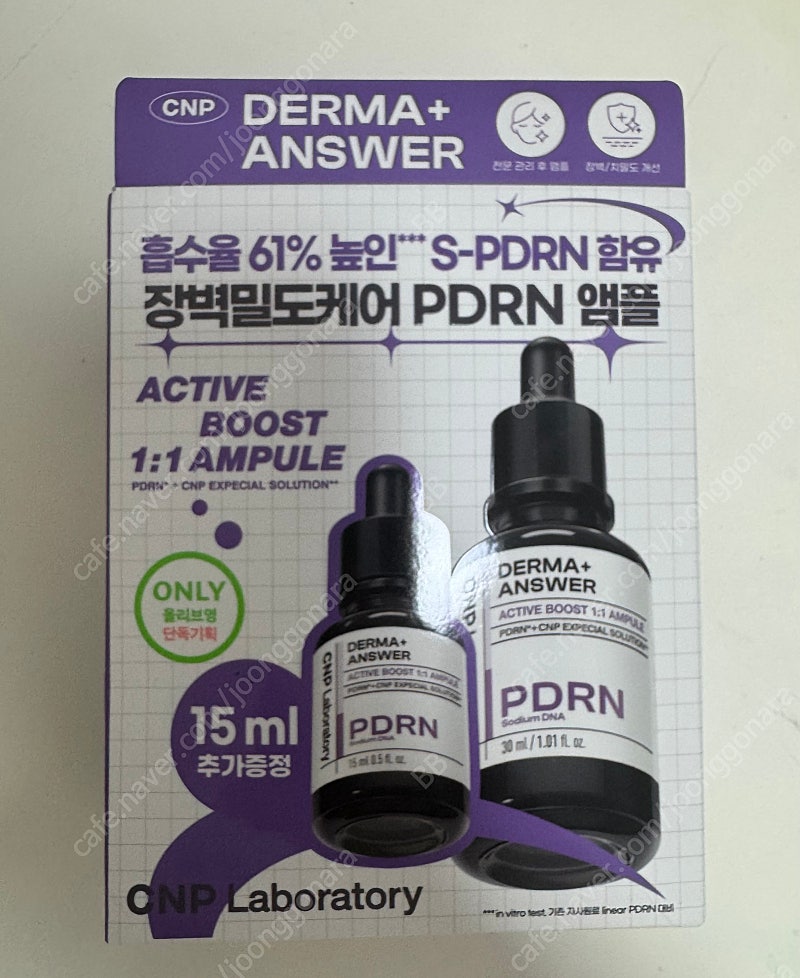 CNP
DERMA+
ANSWER
전문 관리 후 앰플
장벽/치밀도 개선
흡수율 61% 높인*** S-PDRN 함유
장벽밀도케어 PDRN 앰플
ACTIVE
BOOST
1:1 AMPULE
PDRN* + CNP EXPECIAL SOLUTION**
ONLY
올리브영
단독기획
15 ml
추가증정
DERMA+
ANSWER
ACTIVE BOOST 1:1 AMPULE
PDRN*+CNP EXPECIAL SOLUTION**
CNP Laboratory
PDRN
Sodium DNA
15 ml 0.5 fl. oz.
CNP
DERMA+
ANSWER
ACTIVE BOOST 1:1 AMPULE
PDRN*+CNP EXPECIAL SOLUTION**
PDRN
Sodium DNA
30 ml / 1.01 fl. oz.
CNP Laboratory
***in vitro test, 기존 자사원료 linear PDRN 대비
cafe.naver.com/joonggonara